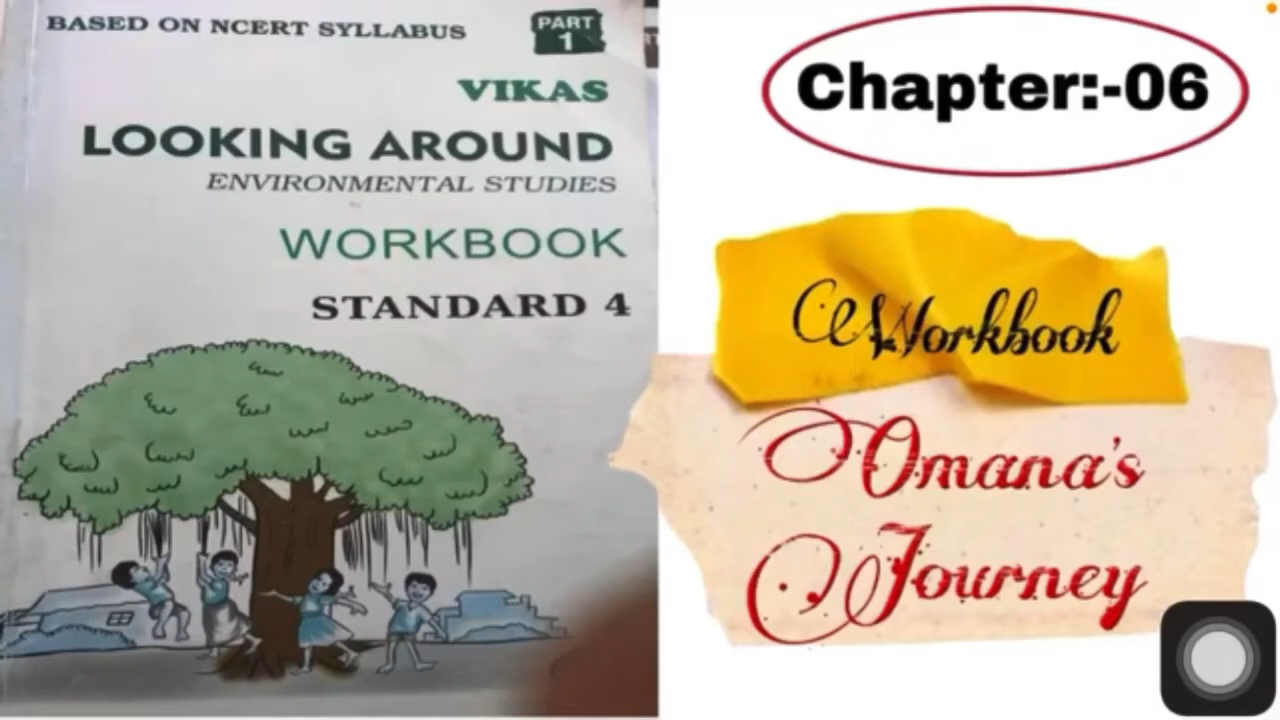 BASED ON NCERT SYLLABUS
PART
1
VIKAS
LOOKING AROUND
ENVIRONMENTAL STUDIES
WORKBOOK
STANDARD 4
Chapter:-06
Workbook
Omana's
Journey